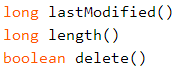 long lastModified()
long length()
boolean delete()